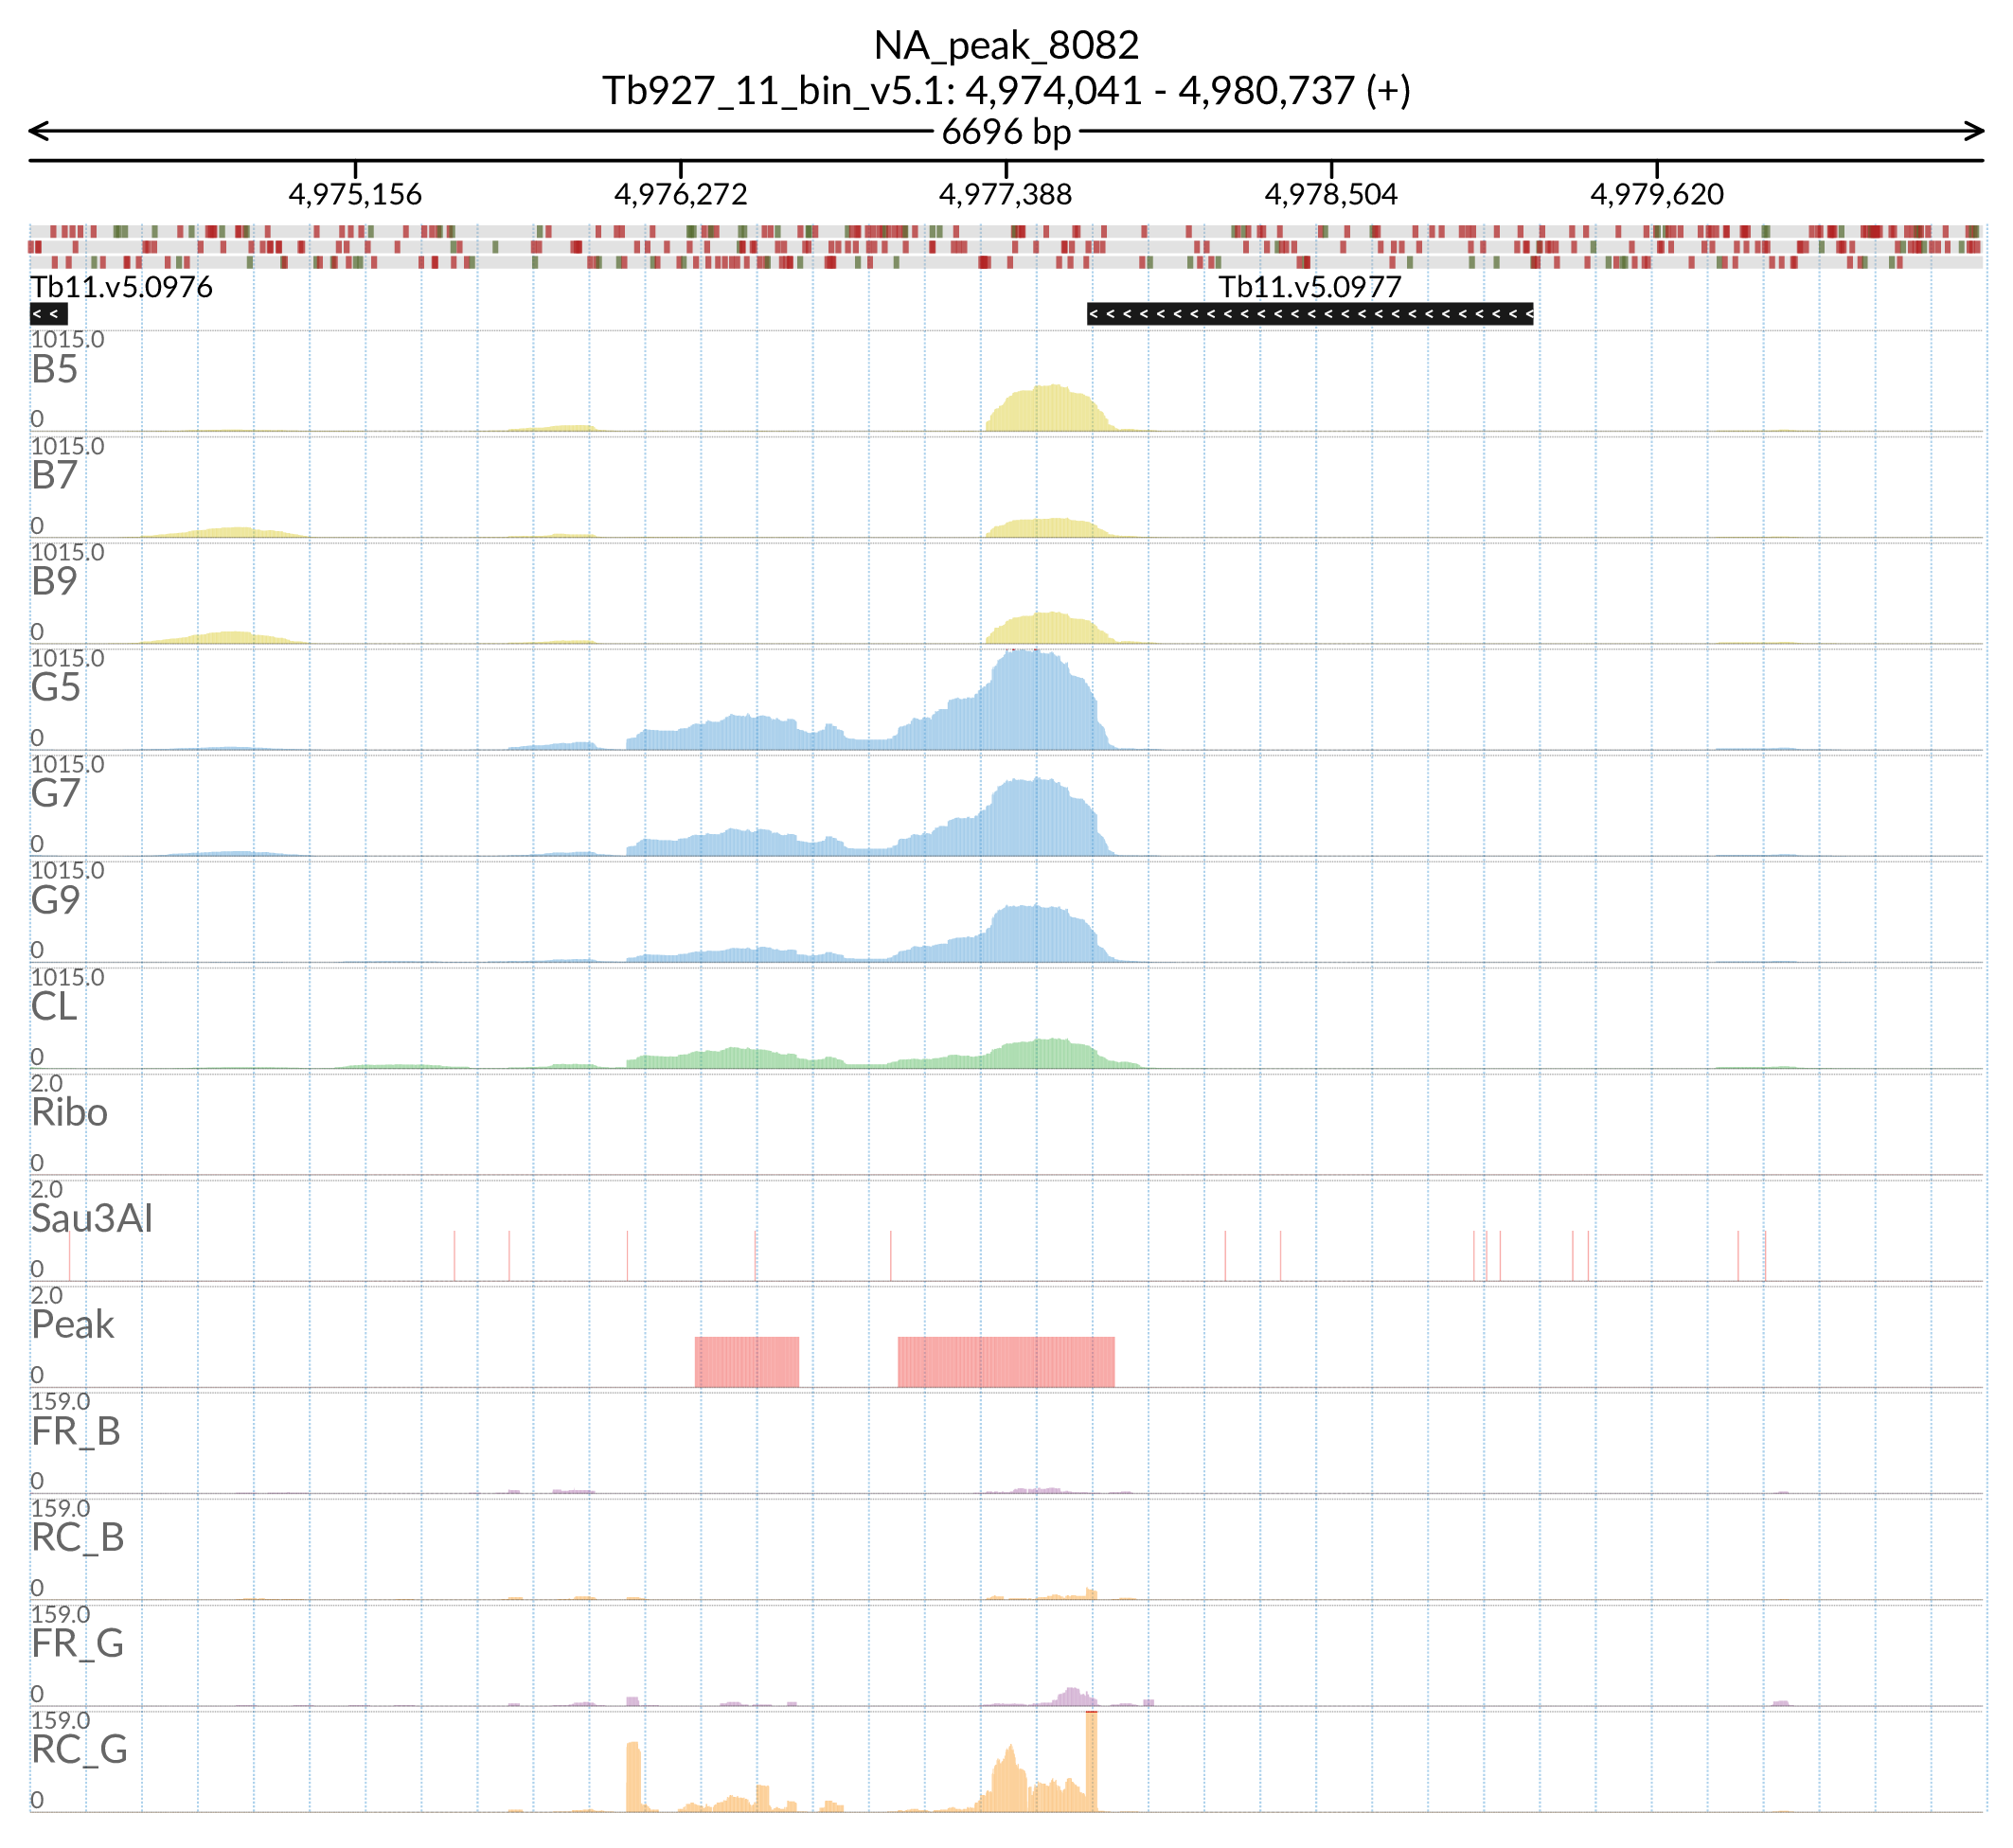 NA_peak_8082
Tb927_11_bin_v5.1: 4,974,041 - 4,980,737 (+)
6696 bp
4,975,156 4,976,272 4,977,388 4,978,504 4,979,620
Tb11.v5.0976 Tb11.v5.0977
1015.0
B5
0
1015.0
B7
0
1015.0
B9
0
1015.0
G5
0
1015.0
G7
0
1015.0
G9
0
1015.0
CL
0
2.0
Ribo
0
2.0
Sau3AI
0
2.0
Peak
0
159.0
FR_B
0
159.0
RC_B
0
159.0
FR_G
0
159.0
RC_G
0